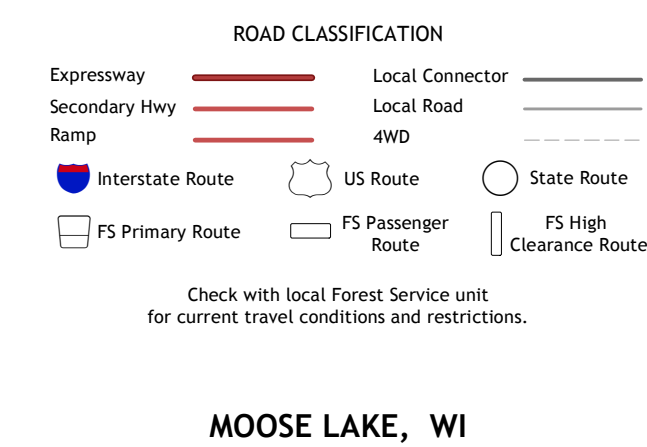 ROAD CLASSIFICATION
Expressway
Local Connector
Secondary Hwy
Local Road
Ramp
4WD
Interstate Route
US Route
State Route
FS Primary Route
FS Passenger
Route
FS High
Clearance Route
Check with local Forest Service unit
for current travel conditions and restrictions.
MOOSE LAKE, WI